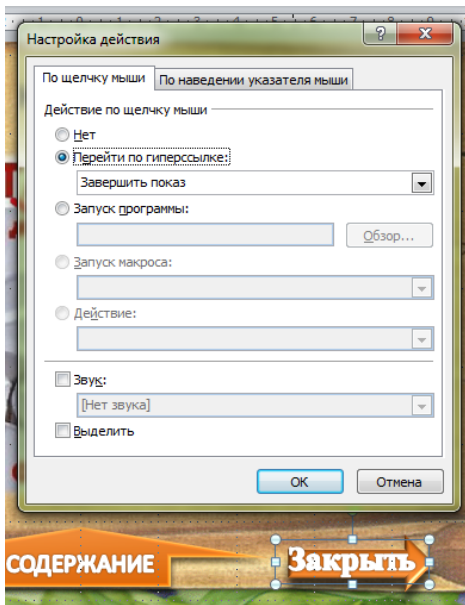 Настройка действия
По щелчку мыши По наведении указателя мыши
Действие по щелчку мыши
Нет
Перейти по гиперссылке:
Завершить показ
Запуск программы:
Обзор...
Запуск макроса:
Действие:
Звук:
[Нет звука]
Выделить
OK Отмена
СОДЕРЖАНИЕ Закрыть